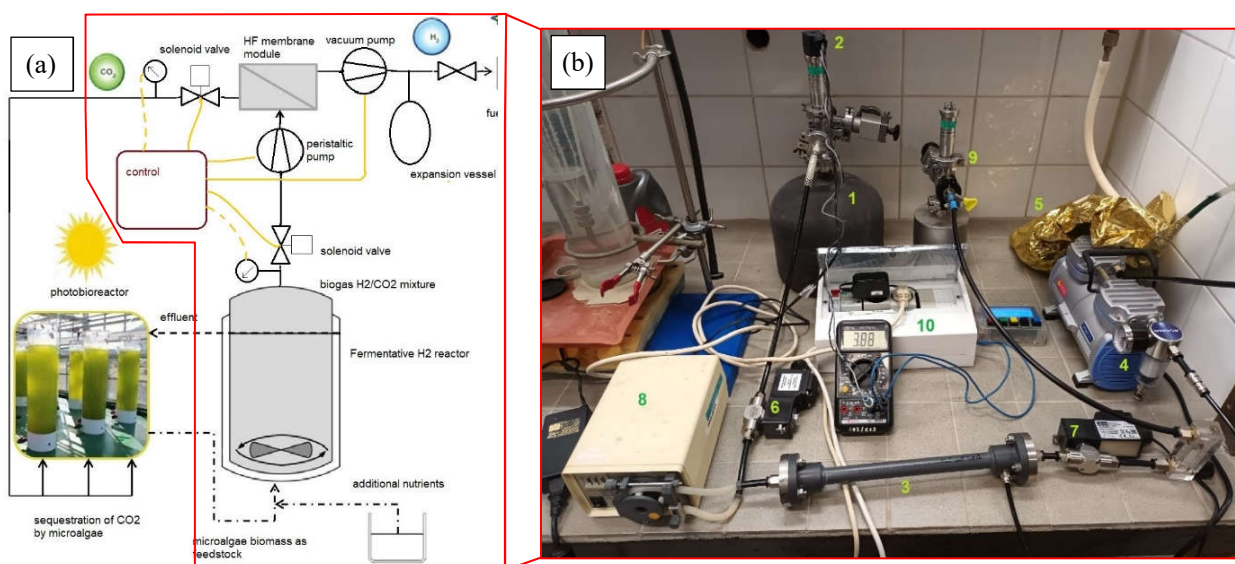 (a)
CO2
solenoid valve
HF membrane
module
vacuum pump
H2
fue
peristaltic
pump
expansion vessel
control
solenoid valve
photobioreactor
biogas H2/CO2 mixture
effluent
Fermentative H2 reactor
additional nutrients
sequestration of CO2
by microalgae
microalgae biomass as
feedstock
(b)
2
9
1
5
10
3.88
4
8
6
7
3